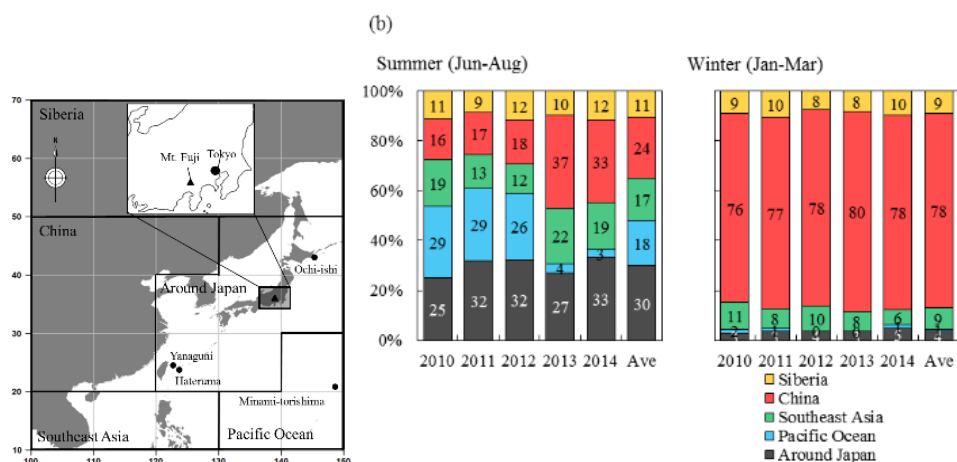 (b)
Summer (Jun-Aug)
Winter (Jan-Mar)
70
60
50
40
30
20
10
100
110
120
130
140
150
Siberia
N
Mt. Fuji
Tokyo
China
Ochi-ishi
Around Japan
Yanaguni
Hateruma
Minami-torishima
Southeast Asia
Pacific Ocean
100%
80%
60%
40%
20%
0%
11 9 12 10 12 11
16 17 18 37 33 24
19 13 12 22 19 17
29 29 26 4 3 18
25 32 32 27 33 30
2010 2011 2012 2013 2014 Ave
9 10 8 8 10 9
76 77 78 80 78 78
11 8 10 8 6 9
2010 2011 2012 2013 2014 Ave
Siberia
China
Southeast Asia
Pacific Ocean
Around Japan